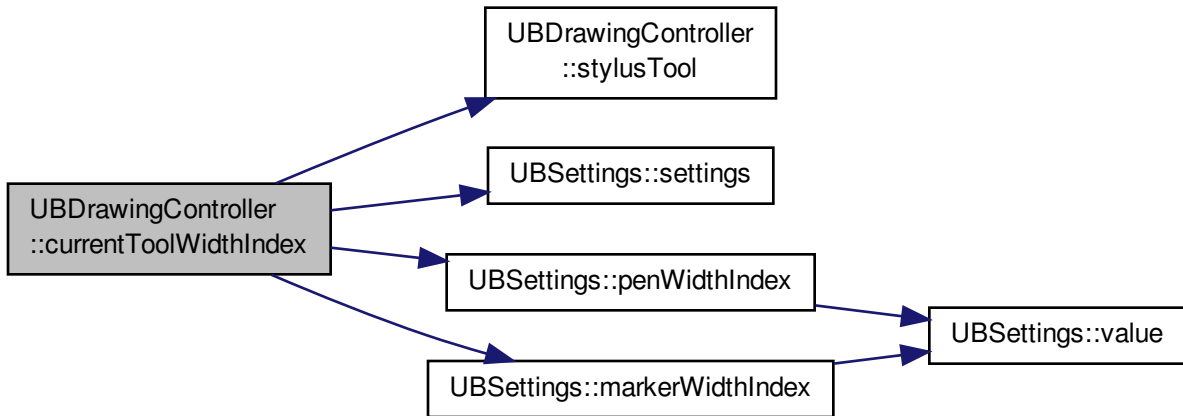 UBDrawingController
::stylusTool
UBSettings::settings
UBDrawingController
::currentToolWidthIndex
UBSettings::penWidthIndex
UBSettings::value
UBSettings::markerWidthIndex